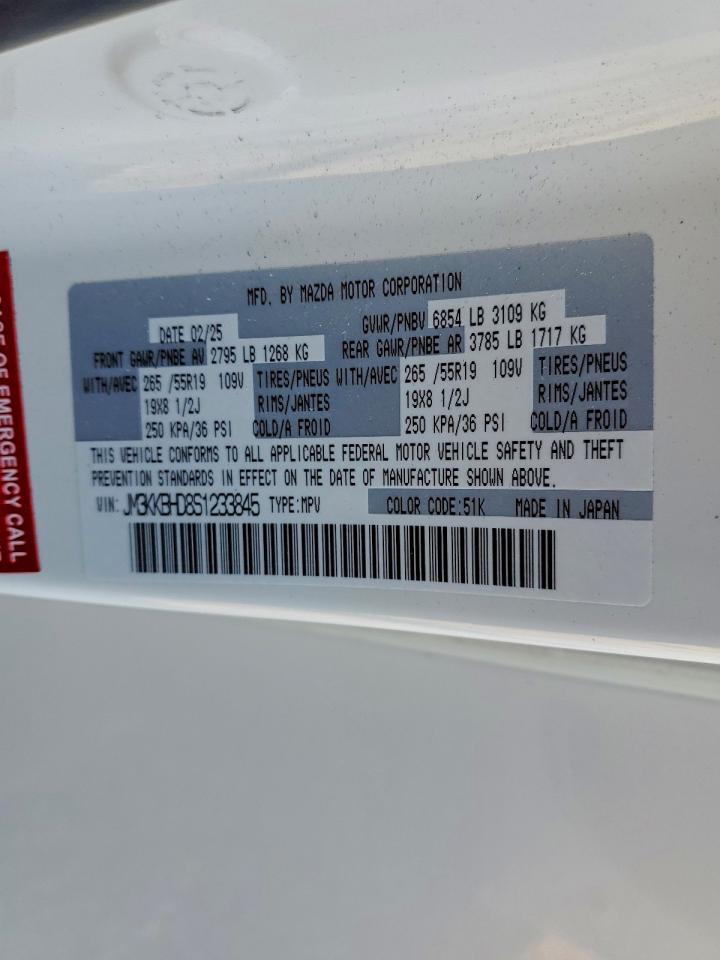 MFD. BY MAZDA MOTOR CORPORATION
DATE 02/25 GVWR/PNBV 6854 LB 3109 KG
FRONT GAWR/PNBE AV 2795 LB 1268 KG REAR GAWR/PNBE AR 3785 LB 1717 KG
WITH/AVEC 265 /55R19 109V TIRES/PNEUS WITH/AVEC 265 /55R19 109V TIRES/PNEUS
19X8 1/2J RIMS/JANTES 19X8 1/2J RIMS/JANTES
250 KPA/36 PSI COLD/A FROID 250 KPA/36 PSI COLD/A FROID
THIS VEHICLE CONFORMS TO ALL APPLICABLE FEDERAL MOTOR VEHICLE SAFETY AND THEFT
PREVENTION STANDARDS IN EFFECT ON THE DATE OF MANUFACTURE SHOWN ABOVE.
VIN: JM3KKBHD8S1233845 TYPE:MPV COLOR CODE:51K MADE IN JAPAN
OF EMERGENCY CALL